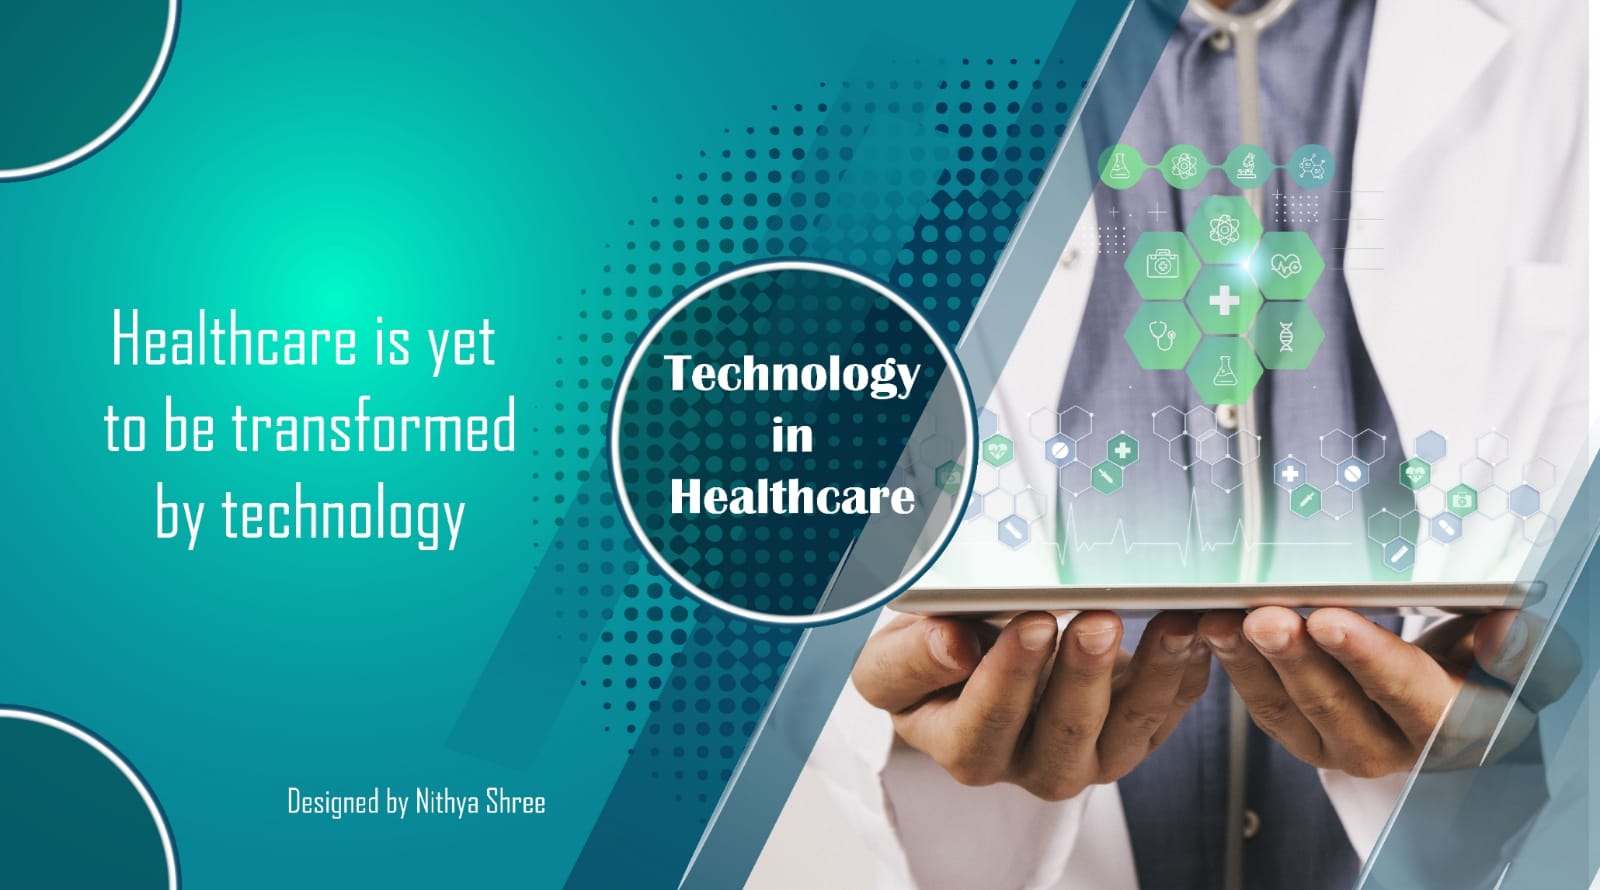 Healthcare is yet
to be transformed
by technology
Technology
in
Healthcare
Designed by Nithya Shree